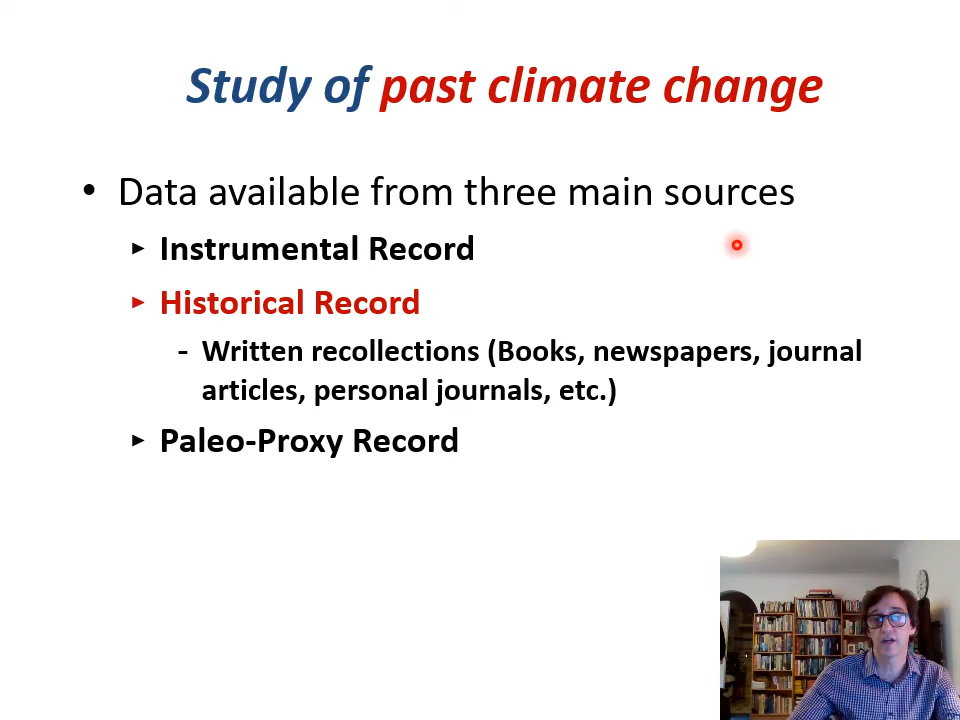 Study of past climate change
• Data available from three main sources
▸ Instrumental Record
▸ Historical Record
- Written recollections (Books, newspapers, journal
articles, personal journals, etc.)
▸ Paleo-Proxy Record